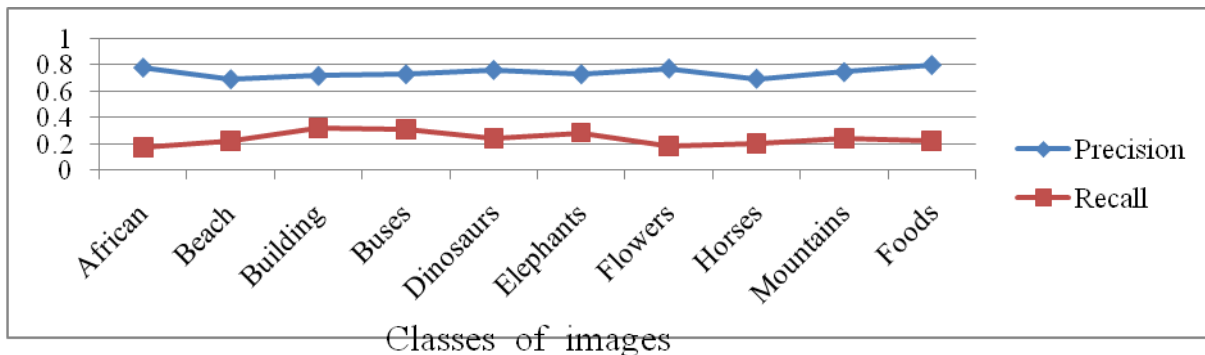 1
0.8
0.6
0.4
0.2
0
African
Beach
Building
Buses
Dinosaurs
Elephants
Flowers
Horses
Mountains
Foods
Classes of images
Precision
Recall